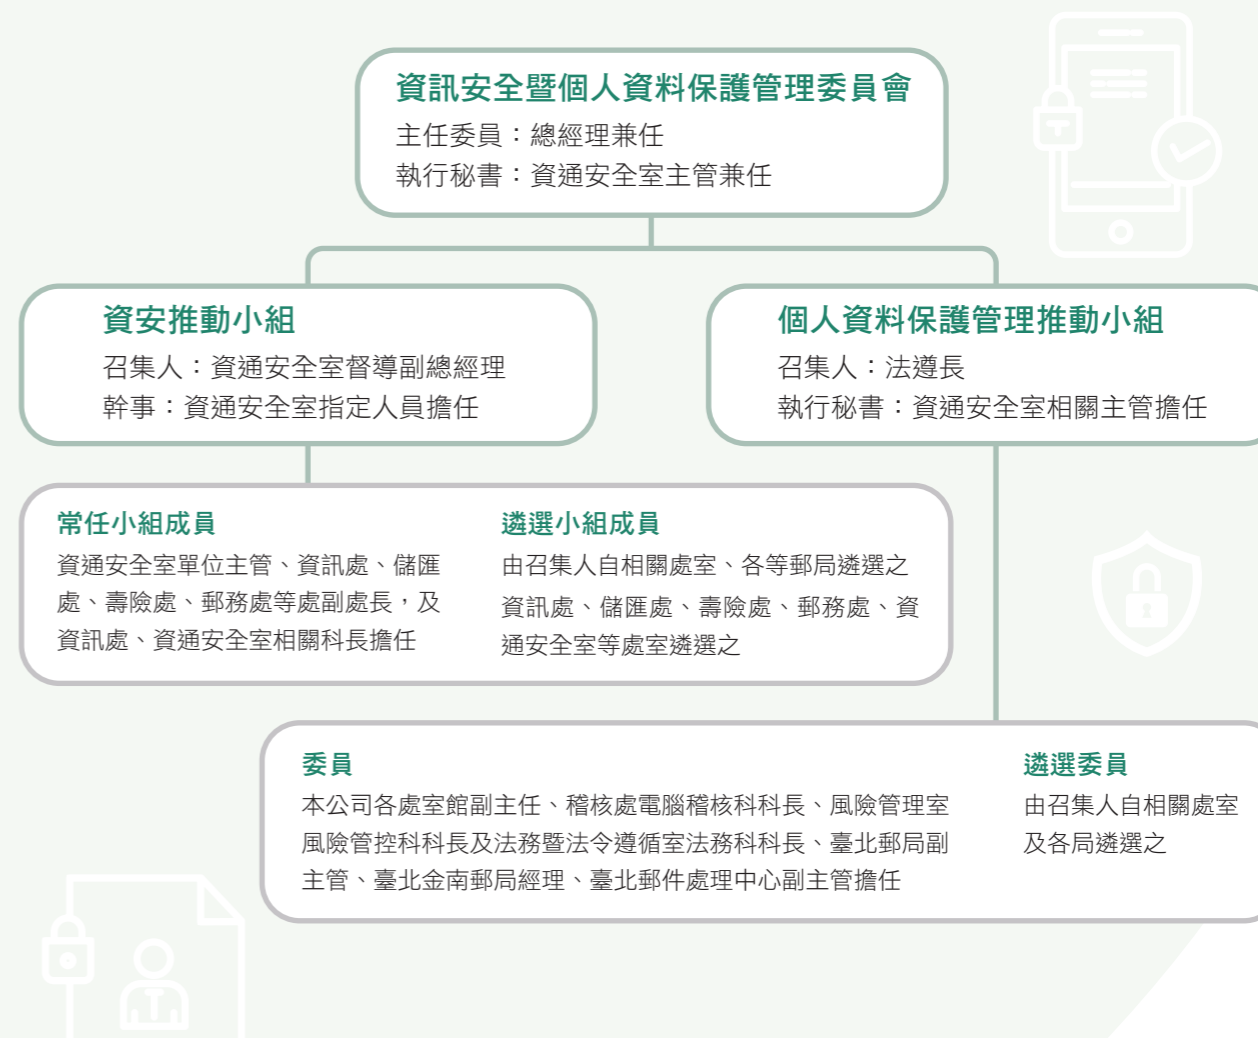 資訊安全暨個人資料保護管理委員會
主任委員：總經理兼任
執行秘書：資通安全室主管兼任
資安推動小組
召集人：資通安全室督導副總經理
幹事：資通安全室指定人員擔任
個人資料保護管理推動小組
召集人：法遵長
執行秘書：資通安全室相關主管擔任
常任小組成員
資通安全室單位主管、資訊處、儲匯
處、壽險處、郵務處等處副處長，及
資訊處、資通安全室相關科長擔任
遴選小組成員
由召集人自相關處室、各等郵局遴選之
資訊處、儲匯處、壽險處、郵務處、資
通安全室等處室遴選之
委員
本公司各處室館副主任、稽核處電腦稽核科科長、風險管理室
風險管控科科長及法務暨法令遵循室法務科科長、臺北郵局副
主管、臺北金南郵局經理、臺北郵件處理中心副主管擔任
遴選委員
由召集人自相關處室
及各局遴選之